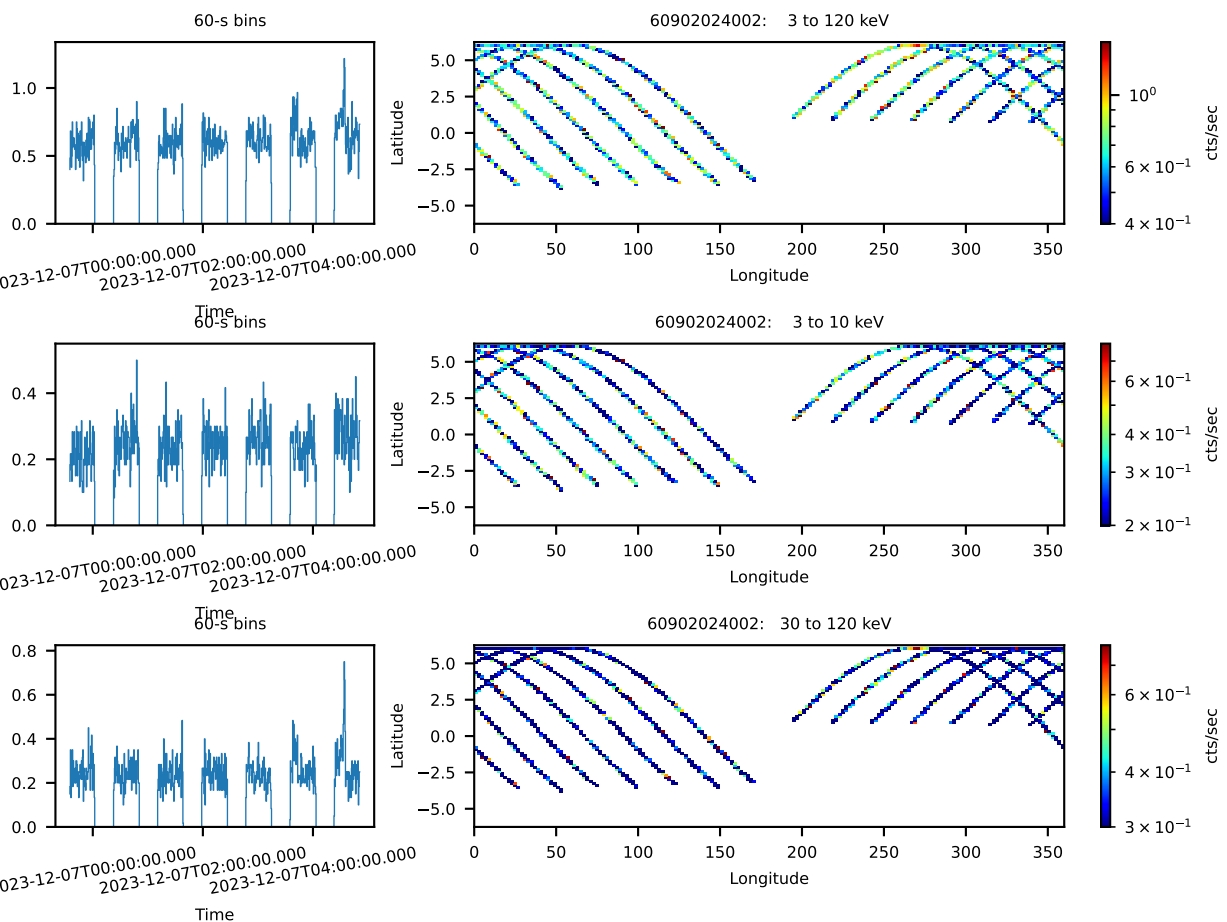 60-s bins
60902024002:    3 to 120 keV
1.0
0.5
0.0
023-12-07T00:00:00.000
2023-12-07T02:00:00.000
2023-12-07T04:00:00.000
Time
Latitude
5.0
2.5
0.0
−2.5
−5.0
0 50 100 150 200 250 300 350
Longitude
10⁰
6 × 10⁻¹
4 × 10⁻¹
cts/sec
60-s bins
60902024002:    3 to 10 keV
0.4
0.2
0.0
023-12-07T00:00:00.000
2023-12-07T02:00:00.000
2023-12-07T04:00:00.000
Time
Latitude
5.0
2.5
0.0
−2.5
−5.0
0 50 100 150 200 250 300 350
Longitude
6 × 10⁻¹
4 × 10⁻¹
3 × 10⁻¹
2 × 10⁻¹
cts/sec
60-s bins
60902024002:   30 to 120 keV
0.8
0.6
0.4
0.2
0.0
023-12-07T00:00:00.000
2023-12-07T02:00:00.000
2023-12-07T04:00:00.000
Time
Latitude
5.0
2.5
0.0
−2.5
−5.0
0 50 100 150 200 250 300 350
Longitude
6 × 10⁻¹
4 × 10⁻¹
3 × 10⁻¹
cts/sec